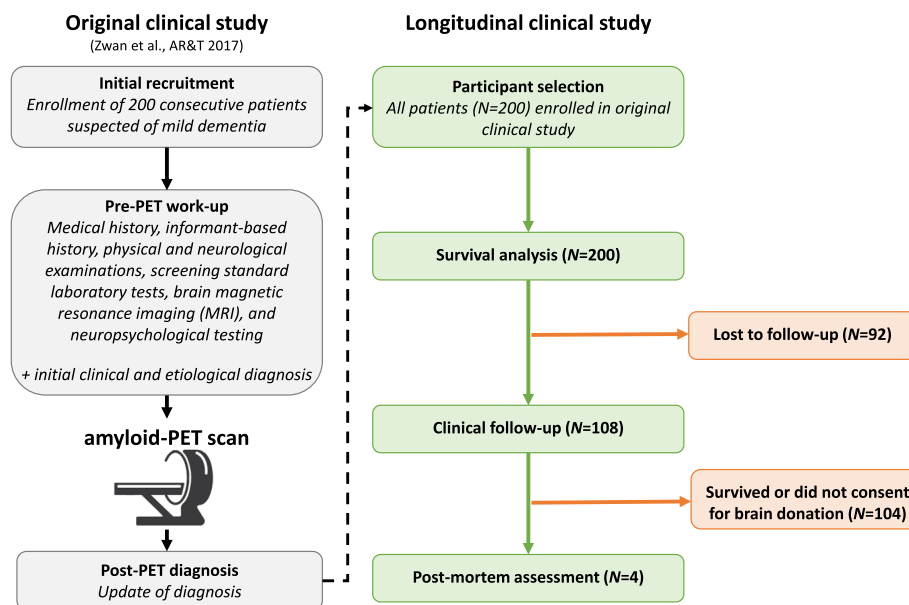 Original clinical study
(Zwan et al., AR&T 2017)
Initial recruitment
Enrollment of 200 consecutive patients
suspected of mild dementia
Pre-PET work-up
Medical history, informant-based
history, physical and neurological
examinations, screening standard
laboratory tests, brain magnetic
resonance imaging (MRI), and
neuropsychological testing
+ initial clinical and etiological diagnosis
amyloid-PET scan
Post-PET diagnosis
Update of diagnosis
Longitudinal clinical study
Participant selection
All patients (N=200) enrolled in original
clinical study
Survival analysis (N=200)
Lost to follow-up (N=92)
Clinical follow-up (N=108)
Survived or did not consent
for brain donation (N=104)
Post-mortem assessment (N=4)